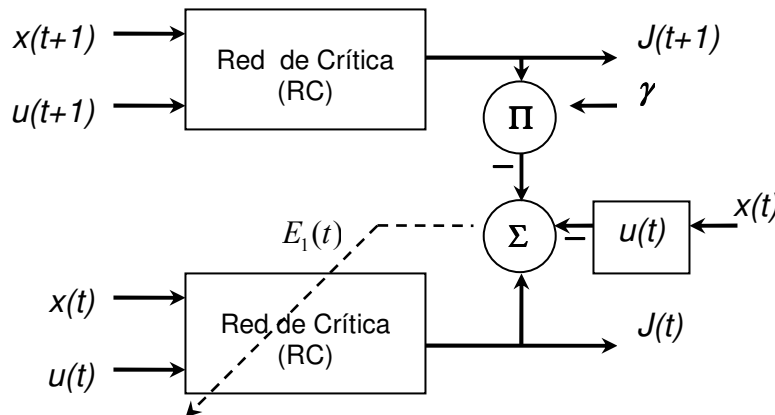 x(t+1)
u(t+1)
Red de Crítica
(RC)
J(t+1)
Π
γ
−
Σ
−
u(t)
x(t)
E₁(t)
x(t)
u(t)
Red de Crítica
(RC)
J(t)